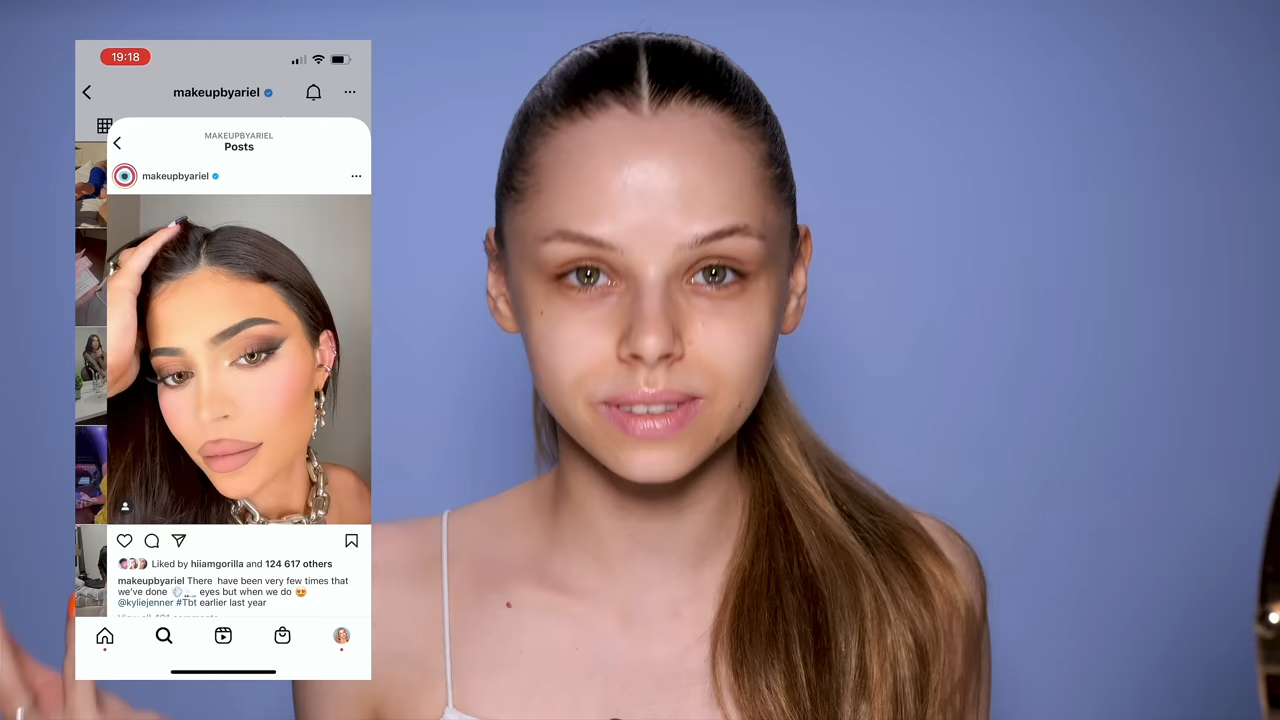 19:18
makeupbyariel
MAKEUPBYARIEL
Posts
makeupbyariel
Liked by hiiamgorilla and 124 617 others
makeupbyariel There have been very few times that
we've done eyes but when we do 😍
@kyliejenner #Tbt earlier last year